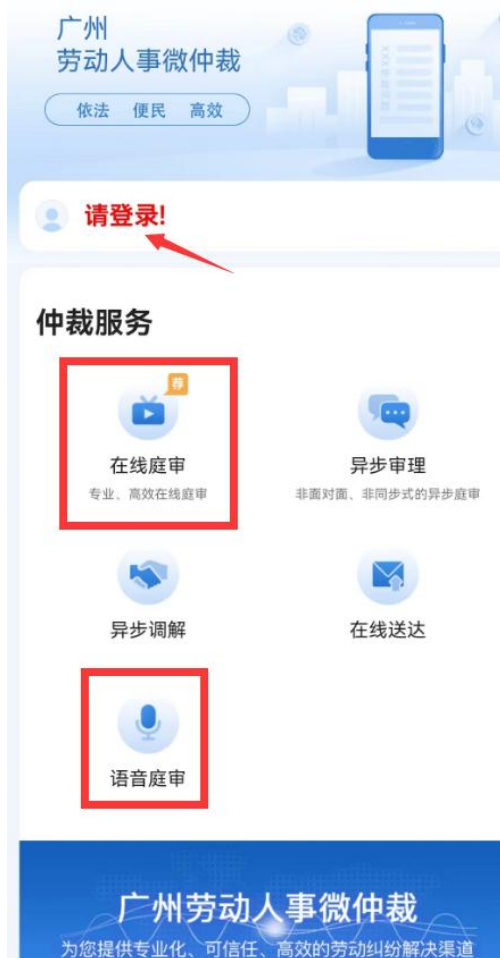 广州
劳动人事微仲裁
依法 便民 高效
请登录!
仲裁服务
荐
在线庭审
专业、高效在线庭审
异步审理
非面对面、非同步式的异步庭审
异步调解
在线送达
语音庭审
广州劳动人事微仲裁
为您提供专业化、可信任、高效的劳动纠纷解决渠道